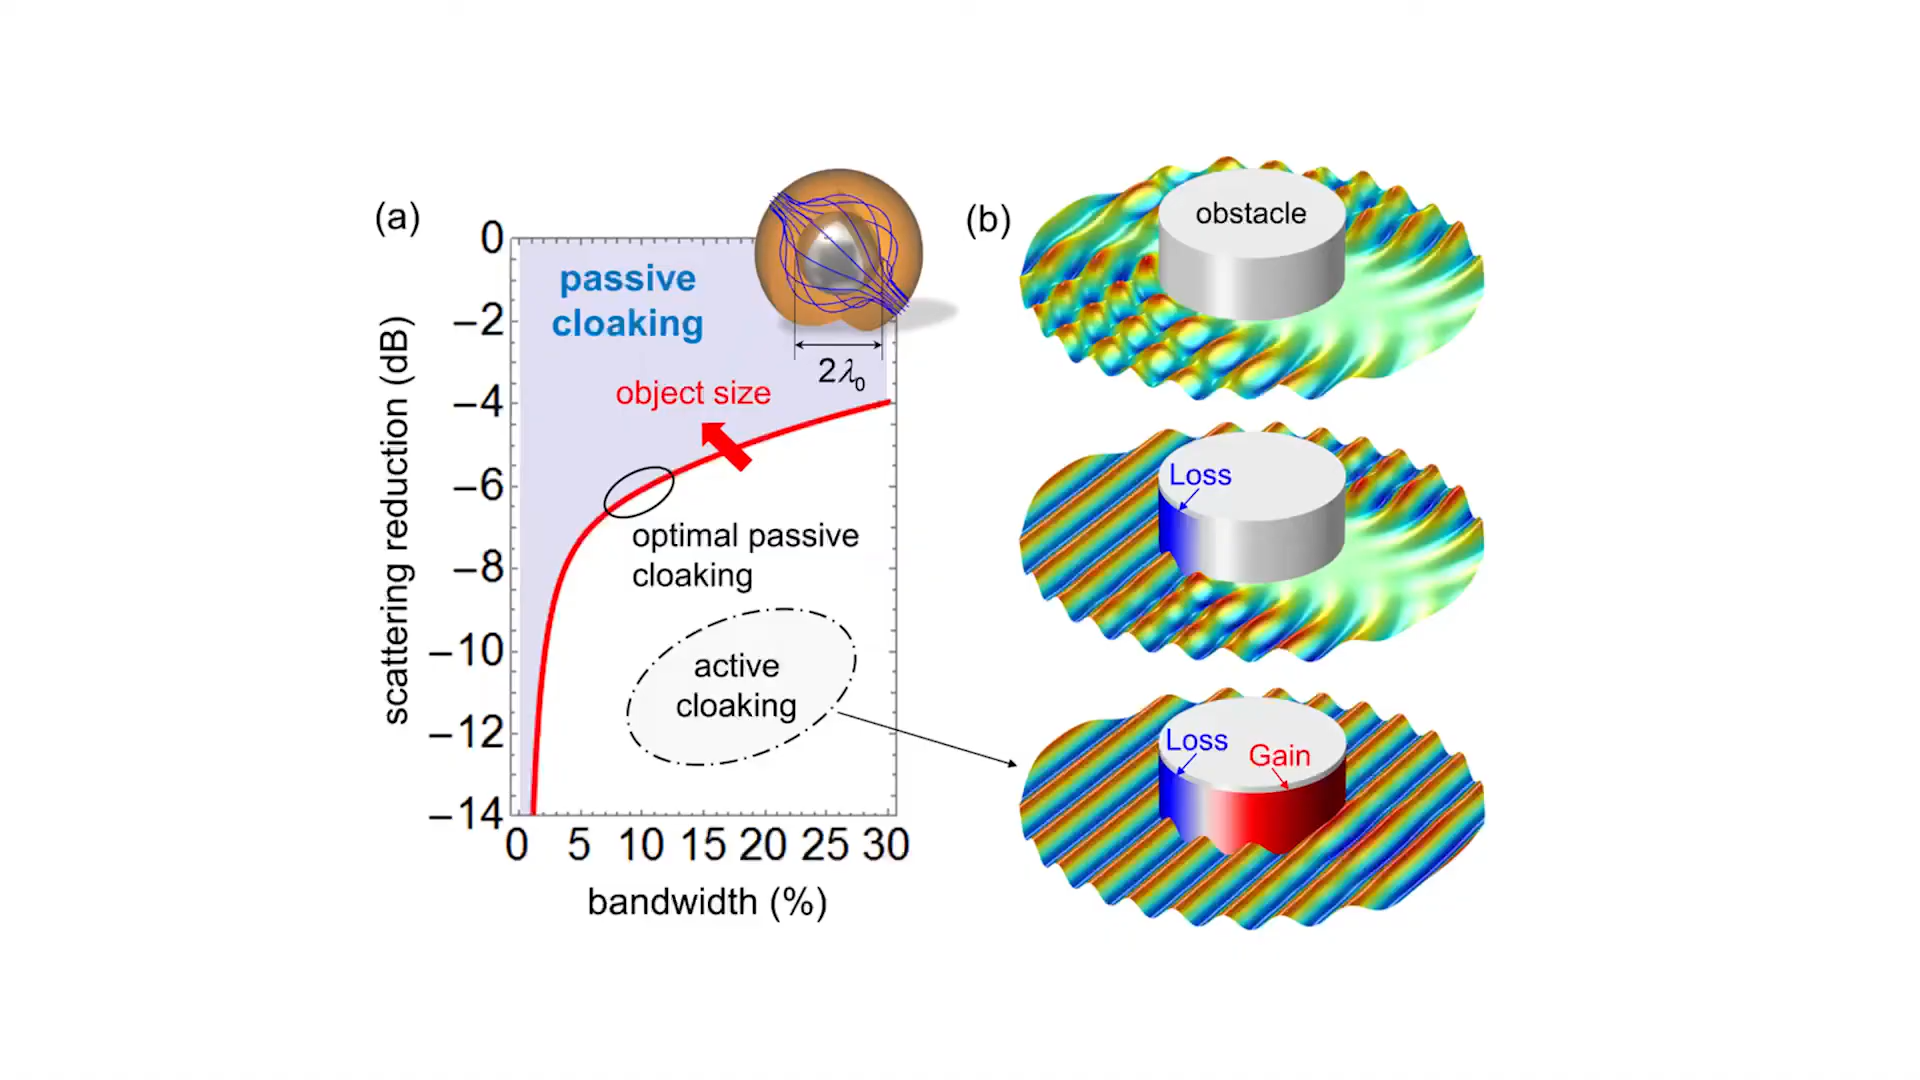 (a)
0
−2
−4
−6
−8
−10
−12
−14
0 5 10 15 20 25 30
scattering reduction (dB)
bandwidth (%)
passive
cloaking
2λ0
object size
optimal passive
cloaking
active
cloaking
(b)
obstacle
Loss
Loss
Gain